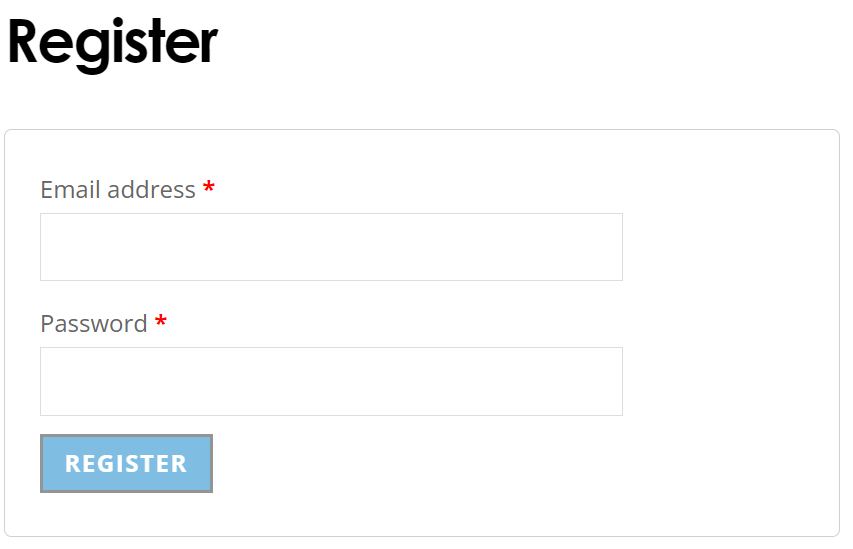 Register
Email address *
Password *
REGISTER